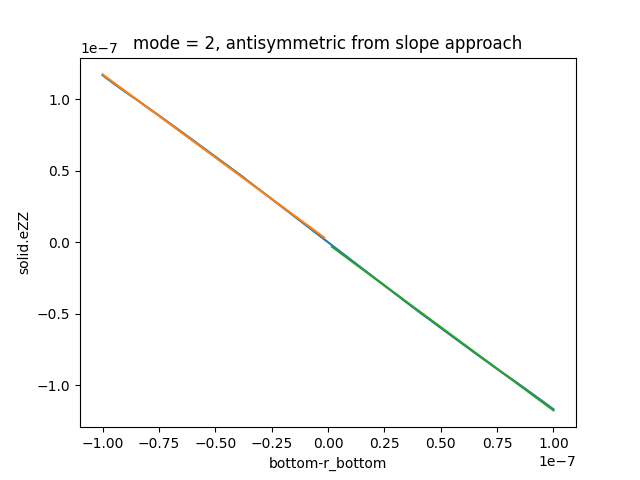 mode = 2, antisymmetric from slope approach
1e−7
1.0
0.5
0.0
−0.5
−1.0
solid.eZZ
−1.00 −0.75 −0.50 −0.25 0.00 0.25 0.50 0.75 1.00
bottom-r_bottom
1e−7